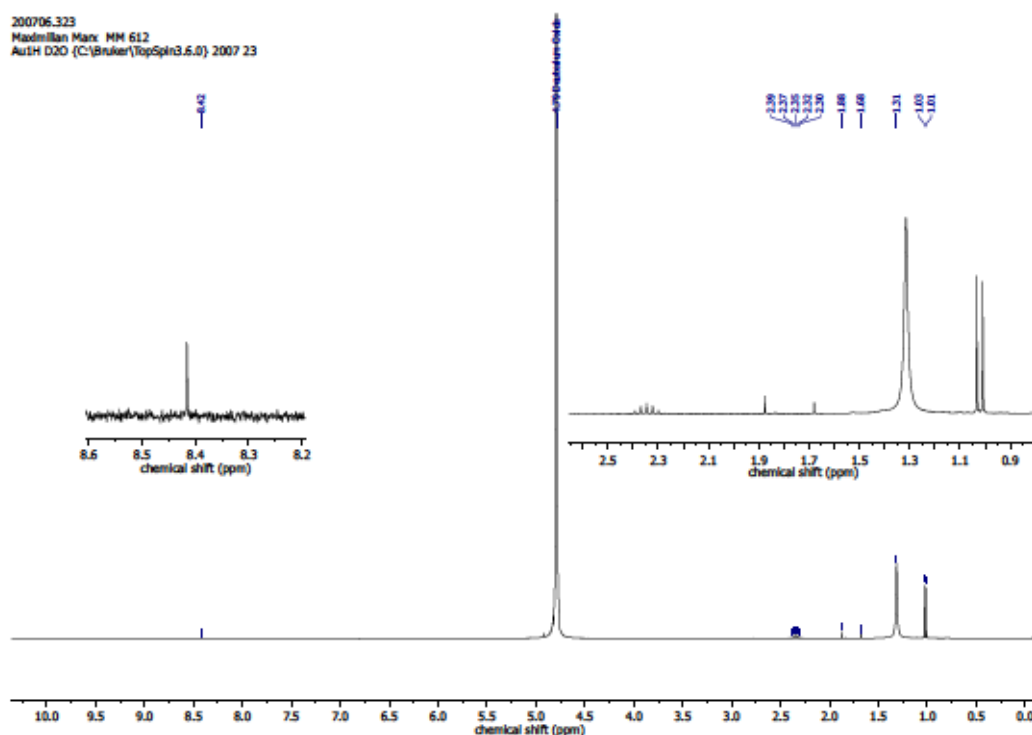 200706.323
Maximilian Marx MM 612
Au1H D2O {C:\Bruker\TopSpin3.6.0} 2007 23
8.42
4.79 Deuterium Oxide
2.39
2.37
2.35
2.32
2.30
1.88
1.68
1.31
1.03
1.01
8.6 8.5 8.4 8.3 8.2
chemical shift (ppm)
2.5 2.3 2.1 1.9 1.7 1.5 1.3 1.1 0.9
chemical shift (ppm)
10.0 9.5 9.0 8.5 8.0 7.5 7.0 6.5 6.0 5.5 5.0 4.5 4.0 3.5 3.0 2.5 2.0 1.5 1.0 0.5 0.0
chemical shift (ppm)